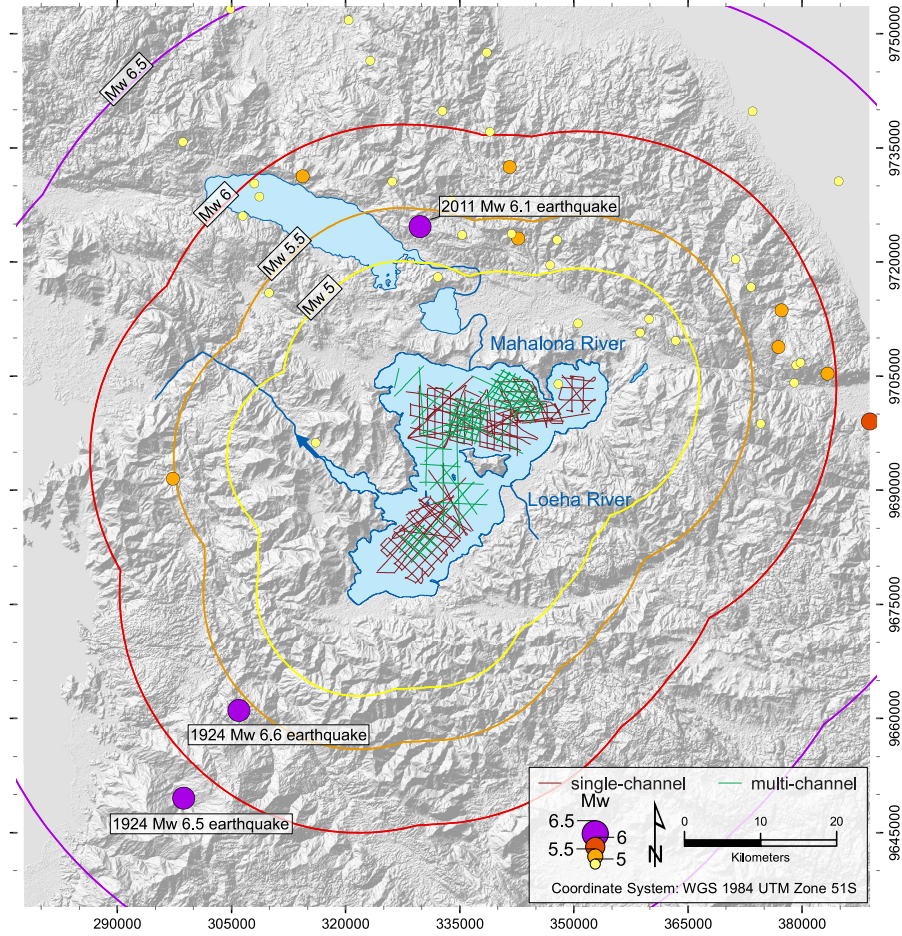 Mw 6.5
Mw 6
Mw 5.5
Mw 5
2011 Mw 6.1 earthquake
Mahalona River
Loeha River
1924 Mw 6.6 earthquake
1924 Mw 6.5 earthquake
single-channel
multi-channel
Mw
6.5
6
5.5
5
N
0 10 20
Kilometers
Coordinate System: WGS 1984 UTM Zone 51S
9750000
9735000
9720000
9705000
9690000
9675000
9660000
9645000
290000 305000 320000 335000 350000 365000 380000